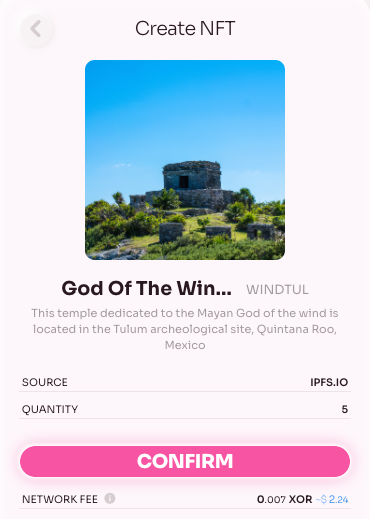 Create NFT
God Of The Win... WINDTUL
This temple dedicated to the Mayan God of the wind is
located in the Tulum archeological site, Quintana Roo,
Mexico
SOURCE IPFS.IO
QUANTITY 5
CONFIRM
NETWORK FEE 0.007 XOR ~$ 2.24